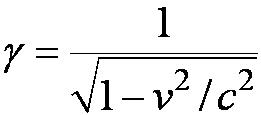 γ = 1 / √(1 − v² / c²)